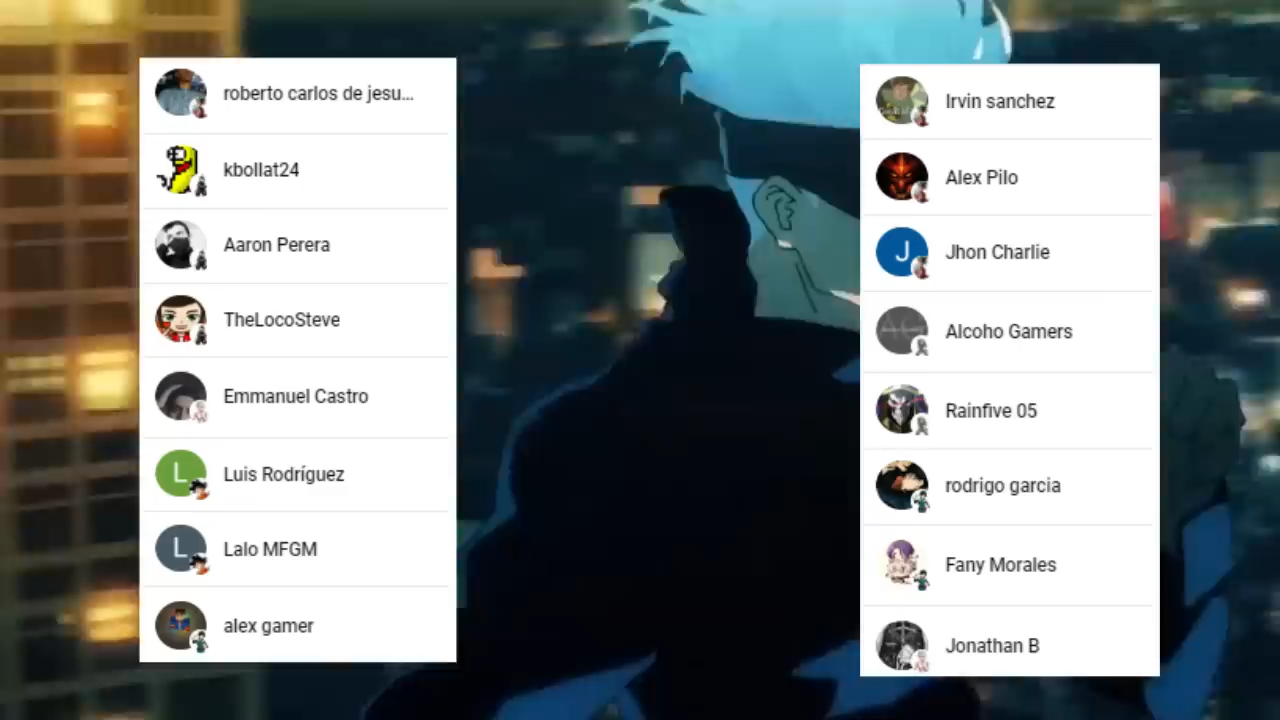 roberto carlos de jesu...
kbollat24
Aaron Perera
TheLocoSteve
Emmanuel Castro
L
Luis Rodríguez
L
Lalo MFGM
alex gamer
Irvin sanchez
Alex Pilo
J
Jhon Charlie
Alcoho Gamers
Rainfive 05
rodrigo garcia
Fany Morales
Jonathan B